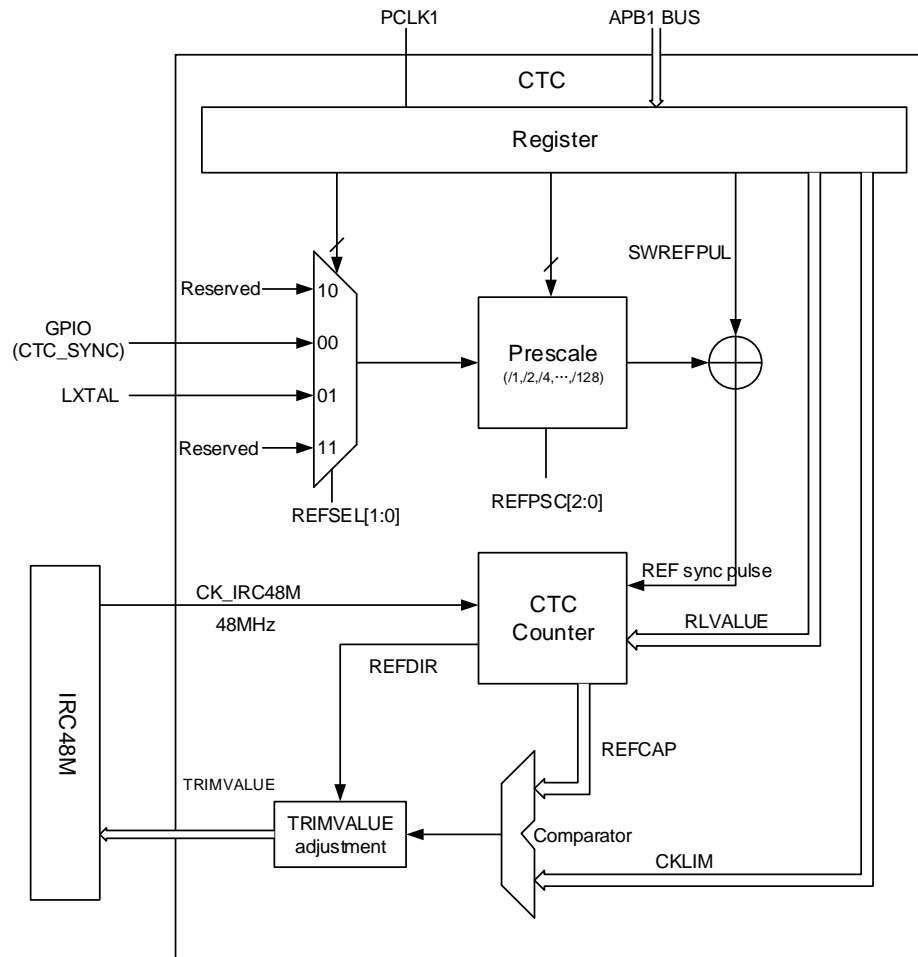 PCLK1
APB1 BUS
CTC
Register
SWREFPUL
Reserved
10
GPIO
(CTC_SYNC)
00
Prescale
(/1,/2,/4,···,/128)
LXTAL
01
Reserved
11
REFSEL[1:0]
REFPSC[2:0]
REF sync pulse
CK_IRC48M
48MHz
CTC
Counter
RLVALUE
REFDIR
IRC48M
REFCAP
TRIMVALUE
TRIMVALUE
adjustment
Comparator
CKLIM